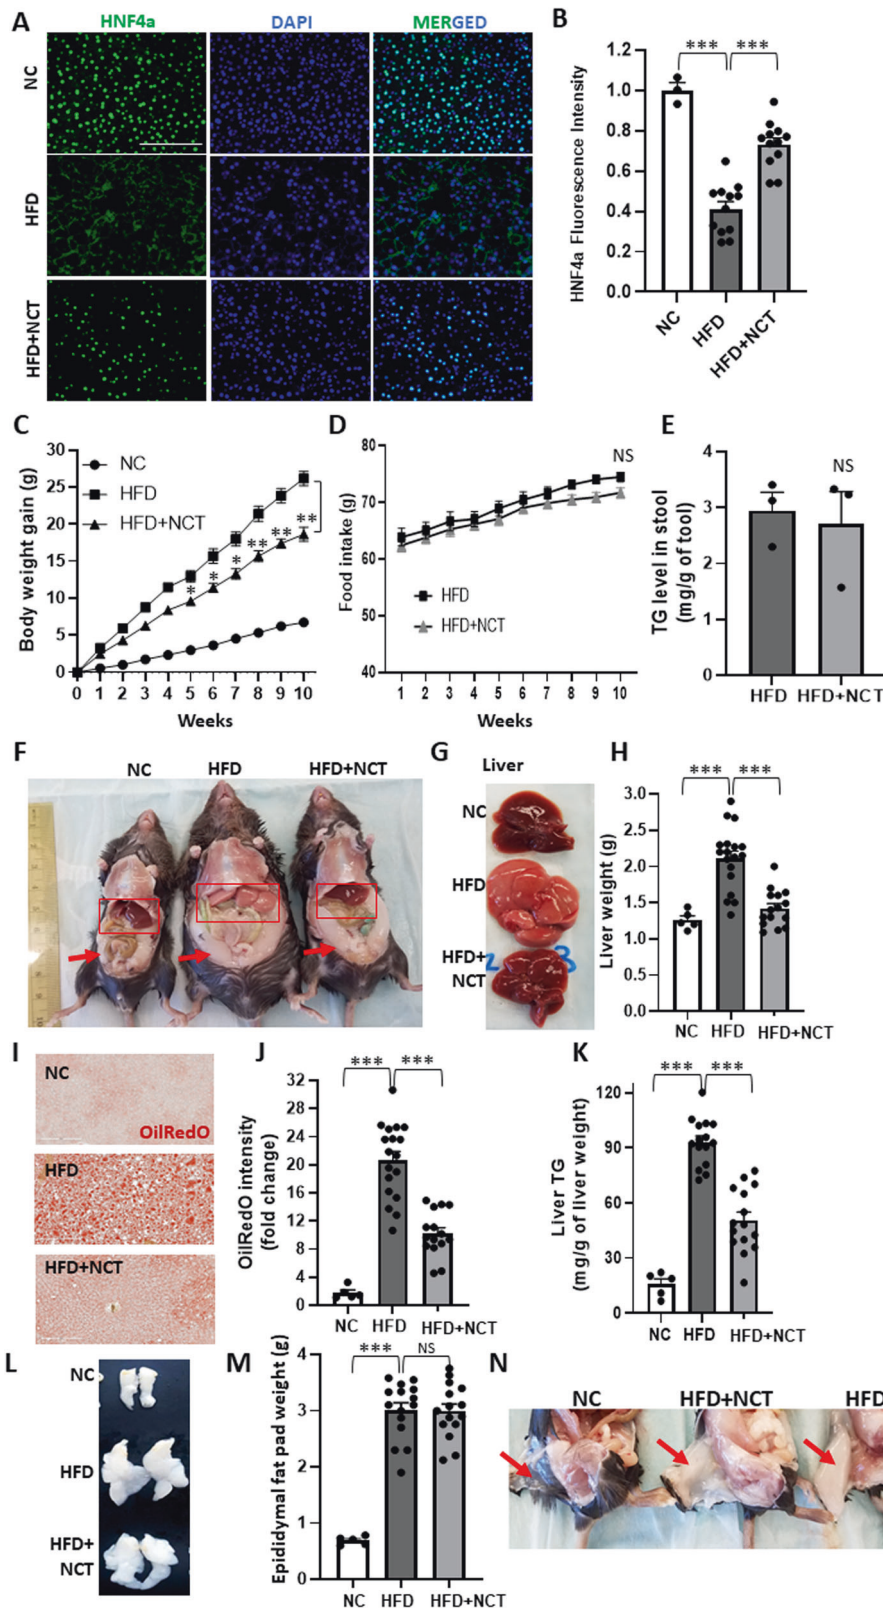 A
HNF4a
DAPI
MERGED
NC
HFD
HFD+NCT
B
***
***
HNF4a Fluorescence Intensity
1.2
1.0
0.8
0.6
0.4
0.2
0.0
NC
HFD
HFD+NCT
C
Body weight gain (g)
30
25
20
15
10
5
0
NC
HFD
HFD+NCT
*
*
*
**
**
**
0 1 2 3 4 5 6 7 8 9 10
Weeks
D
Food intake (g)
80
70
60
50
40
NS
HFD
HFD+NCT
1 2 3 4 5 6 7 8 9 10
Weeks
E
TG level in stool
(mg/g of tool)
4
3
2
1
0
NS
HFD
HFD+NCT
F
NC
HFD
HFD+NCT
G
Liver
NC
HFD
HFD+
NCT
H
***
***
Liver weight (g)
3.0
2.5
2.0
1.5
1.0
0.5
0.0
NC
HFD
HFD+NCT
I
NC
OilRedO
HFD
HFD+NCT
J
***
***
OilRedO intensity
(fold change)
32
28
24
20
16
12
8
4
0
NC
HFD
HFD+NCT
K
***
***
Liver TG
(mg/g of liver weight)
120
90
60
30
0
NC
HFD
HFD+NCT
L
NC
HFD
HFD+
NCT
M
***
NS
Epididymal fat pad weight (g)
4
3
2
1
0
NC
HFD
HFD+NCT
N
NC
HFD+NCT
HFD